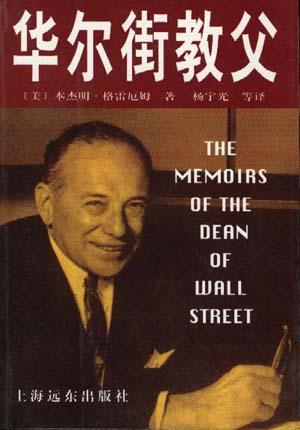 华尔街教父
〔美〕本杰明·格雷厄姆 著 杨宇光 等译
THE
MEMOIRS
OF THE
DEAN
OF
WALL
STREET
上海远东出版社